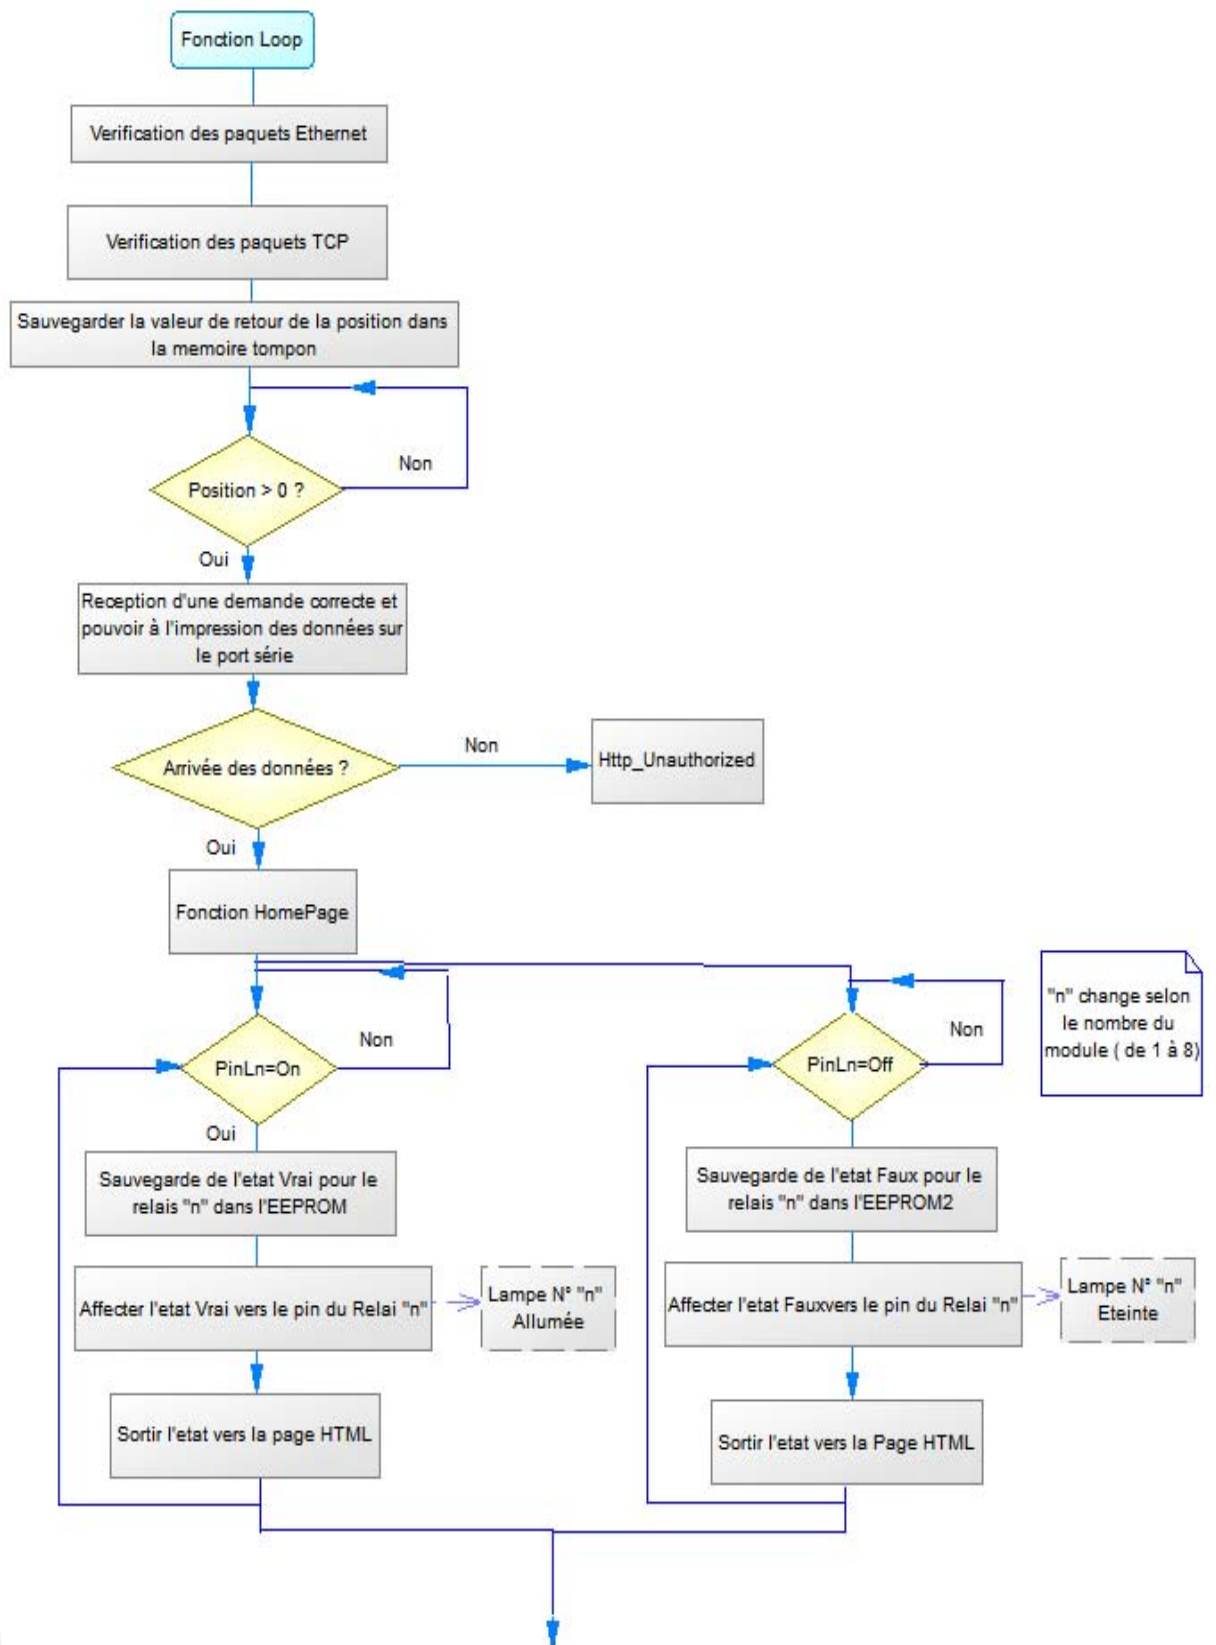 Fonction Loop
Verification des paquets Ethernet
Verification des paquets TCP
Sauvegarder la valeur de retour de la position dans
la memoire tompon
Non
Position > 0 ?
Oui
Reception d'une demande correcte et
pouvoir à l'impression des données sur
le port série
Non
Arrivée des données ?
Http_Unauthorized
Oui
Fonction HomePage
"n" change selon
le nombre du
module ( de 1 à 8)
Non
PinLn=On
Oui
Non
PinLn=Off
Sauvegarde de l'etat Vrai pour le
relais "n" dans l'EEPROM
Sauvegarde de l'etat Faux pour le
relais "n" dans l'EEPROM2
Affecter l'etat Vrai vers le pin du Relai "n"
Lampe N° "n"
Allumée
Affecter l'etat Fauxvers le pin du Relai "n"
Lampe N° "n"
Eteinte
Sortir l'etat vers la page HTML
Sortir l'etat vers la Page HTML